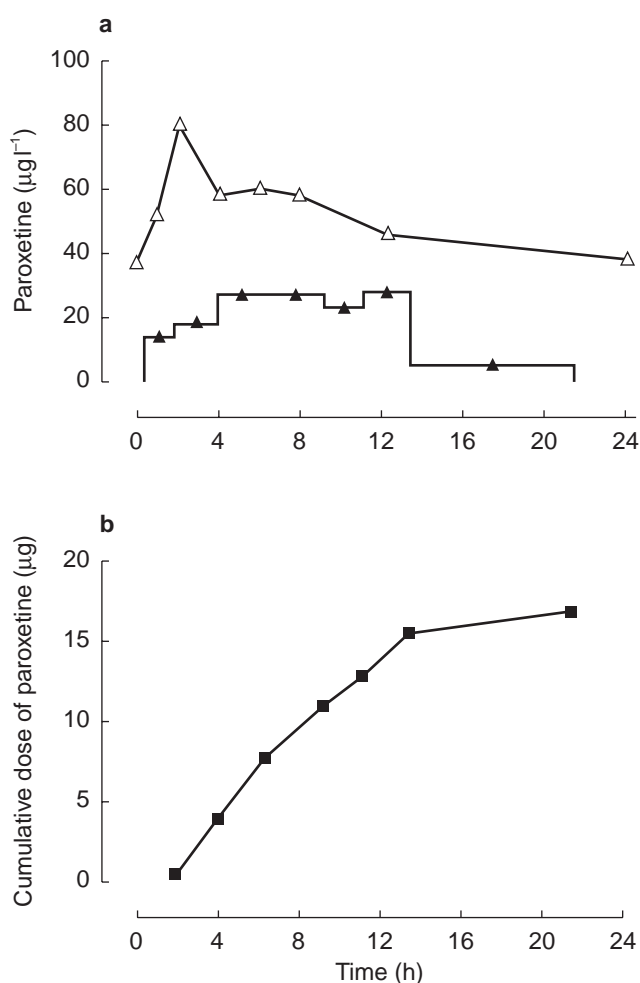 a
Paroxetine (µg l⁻¹)
100
80
60
40
20
0
0 4 8 12 16 20 24
b
Cumulative dose of paroxetine (µg)
20
15
10
5
0
0 4 8 12 16 20 24
Time (h)